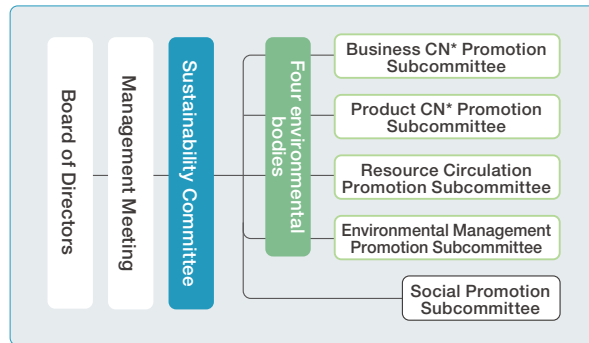 Board of Directors
Management Meeting
Sustainability Committee
Four environmental
bodies
Business CN* Promotion
Subcommittee
Product CN* Promotion
Subcommittee
Resource Circulation
Promotion Subcommittee
Environmental Management
Promotion Subcommittee
Social Promotion
Subcommittee